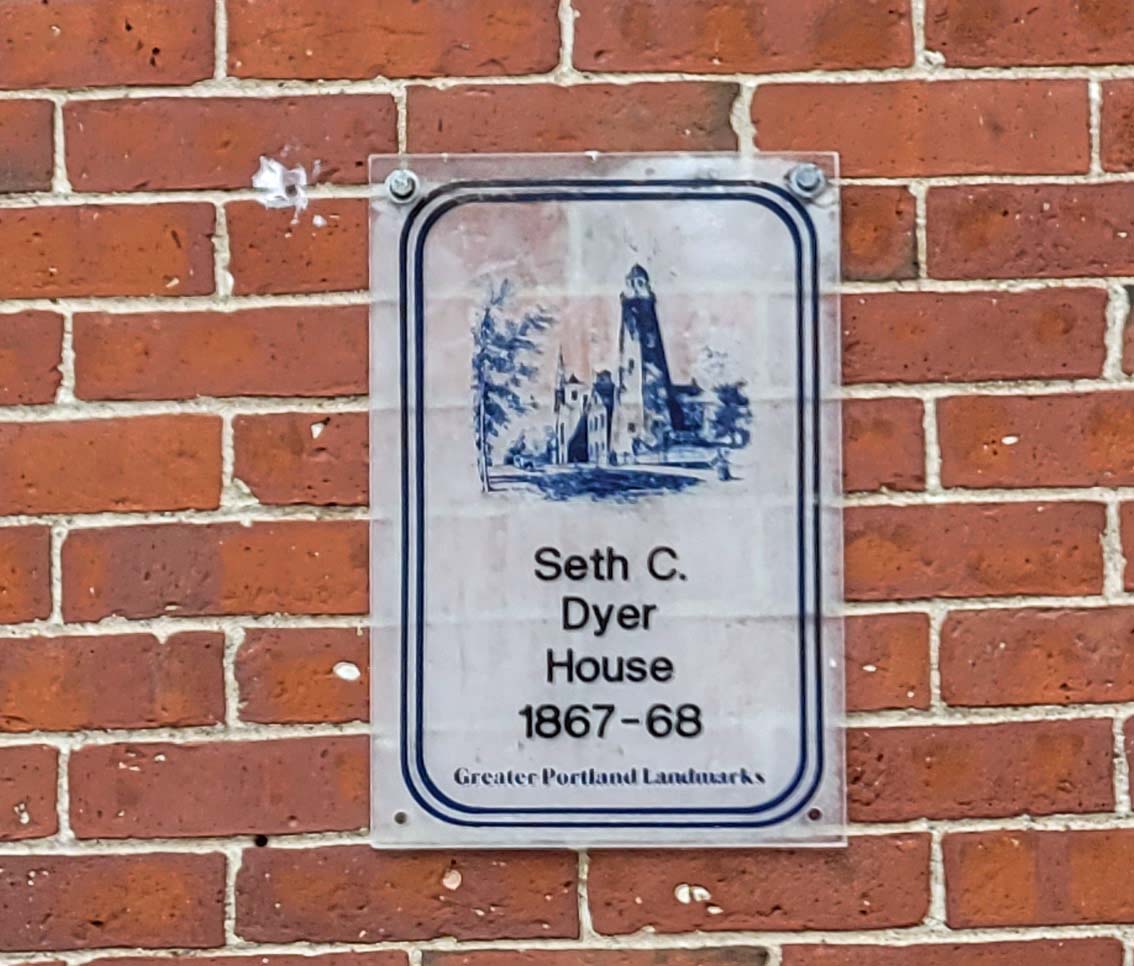 Seth C.
Dyer
House
1867-68
Greater Portland Landmarks